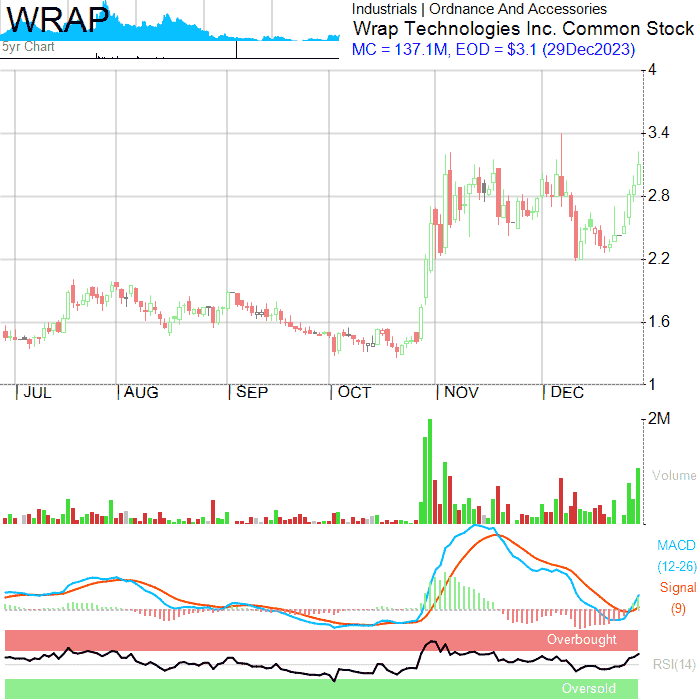 WRAP
5yr Chart
Industrials | Ordnance And Accessories
Wrap Technologies Inc. Common Stock
MC = 137.1M, EOD = $3.1 (29Dec2023)
4
3.4
2.8
2.2
1.6
1
JUL AUG SEP OCT NOV DEC
2M
Volume
MACD
(12-26)
Signal
(9)
Overbought
RSI(14)
Oversold